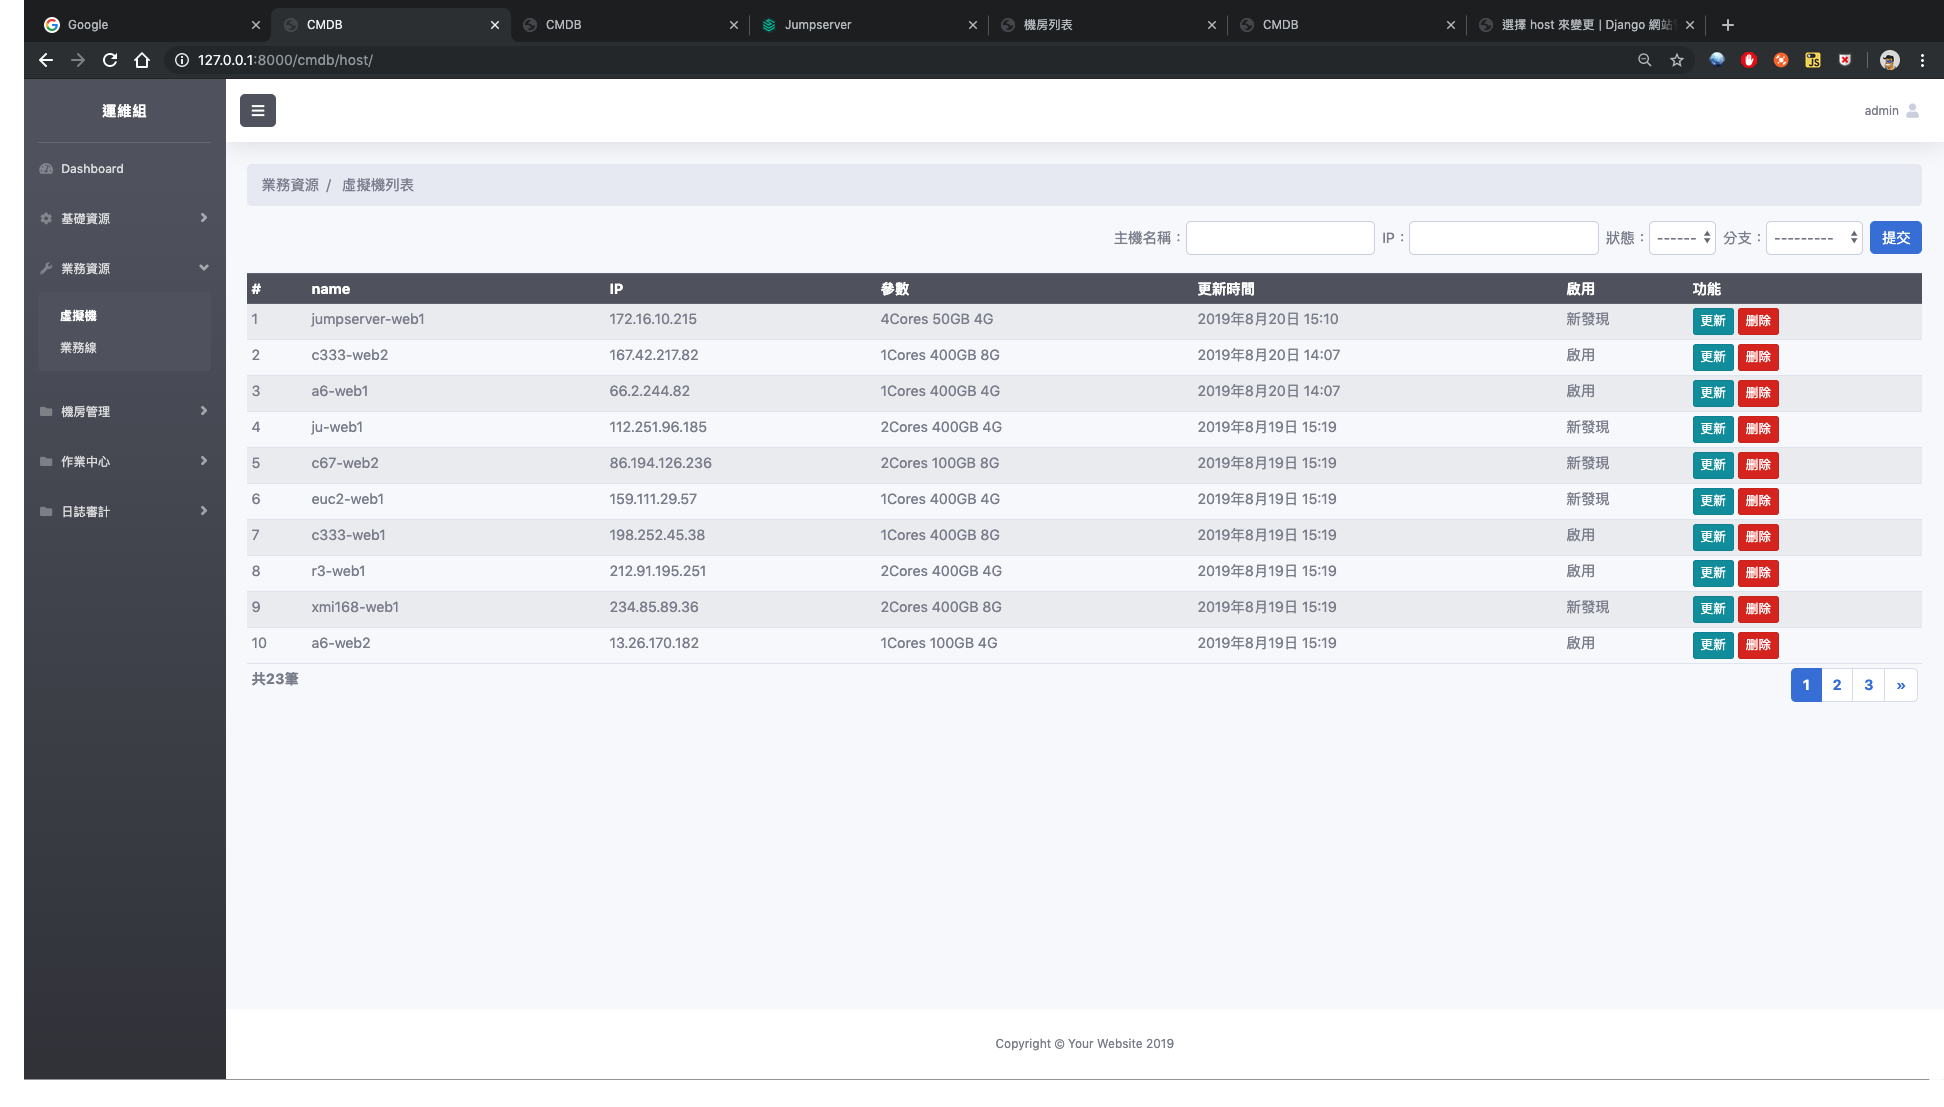 Google
CMDB
CMDB
Jumpserver
機房列表
CMDB
選擇 host 來變更 | Django 網站
127.0.0.1:8000/cmdb/host/
運維組
Dashboard
基礎資源
業務資源
虛擬機
業務線
機房管理
作業中心
日誌審計
admin
業務資源 / 虛擬機列表
主機名稱： IP： 狀態： ------ 分支： --------- 提交
# name IP 參數 更新時間 啟用 功能
1 jumpserver-web1 172.16.10.215 4Cores 50GB 4G 2019年8月20日 15:10 新發現 更新 刪除
2 c333-web2 167.42.217.82 1Cores 400GB 8G 2019年8月20日 14:07 啟用 更新 刪除
3 a6-web1 66.2.244.82 1Cores 400GB 4G 2019年8月20日 14:07 啟用 更新 刪除
4 ju-web1 112.251.96.185 2Cores 400GB 4G 2019年8月19日 15:19 新發現 更新 刪除
5 c67-web2 86.194.126.236 2Cores 100GB 8G 2019年8月19日 15:19 新發現 更新 刪除
6 euc2-web1 159.111.29.57 1Cores 400GB 4G 2019年8月19日 15:19 新發現 更新 刪除
7 c333-web1 198.252.45.38 1Cores 400GB 8G 2019年8月19日 15:19 啟用 更新 刪除
8 r3-web1 212.91.195.251 2Cores 400GB 4G 2019年8月19日 15:19 啟用 更新 刪除
9 xmi168-web1 234.85.89.36 2Cores 400GB 8G 2019年8月19日 15:19 新發現 更新 刪除
10 a6-web2 13.26.170.182 1Cores 100GB 4G 2019年8月19日 15:19 啟用 更新 刪除
共23筆
1 2 3 »
Copyright © Your Website 2019